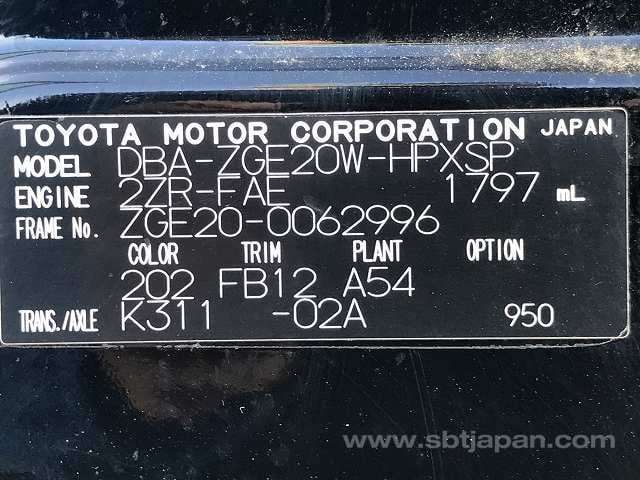 TOYOTA MOTOR CORPORATION JAPAN
MODEL DBA-ZGE20W-HPXSP
ENGINE 2ZR-FAE 1797 mL
FRAME No. ZGE20-0062996
COLOR TRIM PLANT OPTION
202 FB12 A54
TRANS./AXLE K311 -02A 950
www.sbtjapan.com